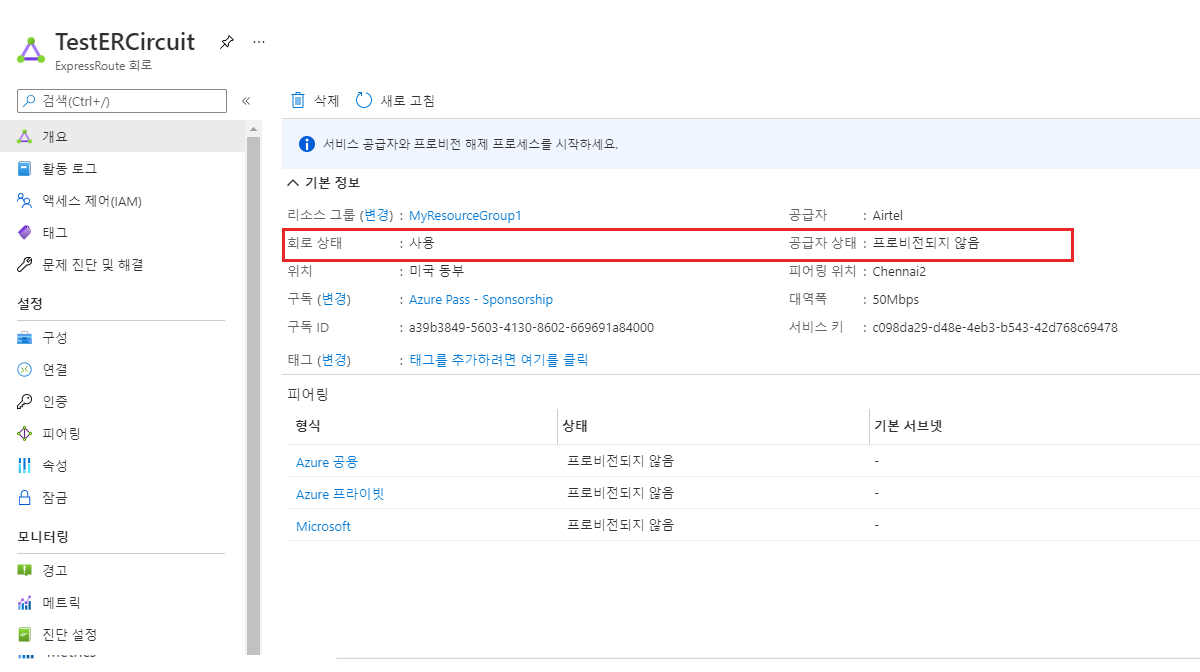 TestERCircuit
ExpressRoute 회로
검색(Ctrl+/)
개요
활동 로그
액세스 제어(IAM)
태그
문제 진단 및 해결
설정
구성
연결
인증
피어링
속성
잠금
모니터링
경고
메트릭
진단 설정
삭제 새로 고침
서비스 공급자와 프로비전 해제 프로세스를 시작하세요.
기본 정보
리소스 그룹 (변경) : MyResourceGroup1 공급자 : Airtel
회로 상태 : 사용 공급자 상태 : 프로비전되지 않음
위치 : 미국 동부 피어링 위치 : Chennai2
구독 (변경) : Azure Pass - Sponsorship 대역폭 : 50Mbps
구독 ID : a39b3849-5603-4130-8602-669691a84000 서비스 키 : c098da29-d48e-4eb3-b543-42d768c69478
태그 (변경) : 태그를 추가하려면 여기를 클릭
피어링
형식 상태 기본 서브넷
Azure 공용 프로비전되지 않음 -
Azure 프라이빗 프로비전되지 않음 -
Microsoft 프로비전되지 않음 -